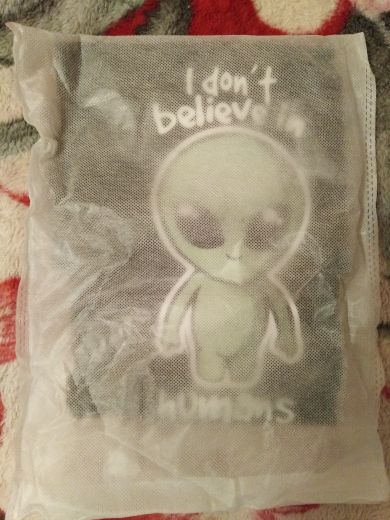 I don't
believe in
HUMANS